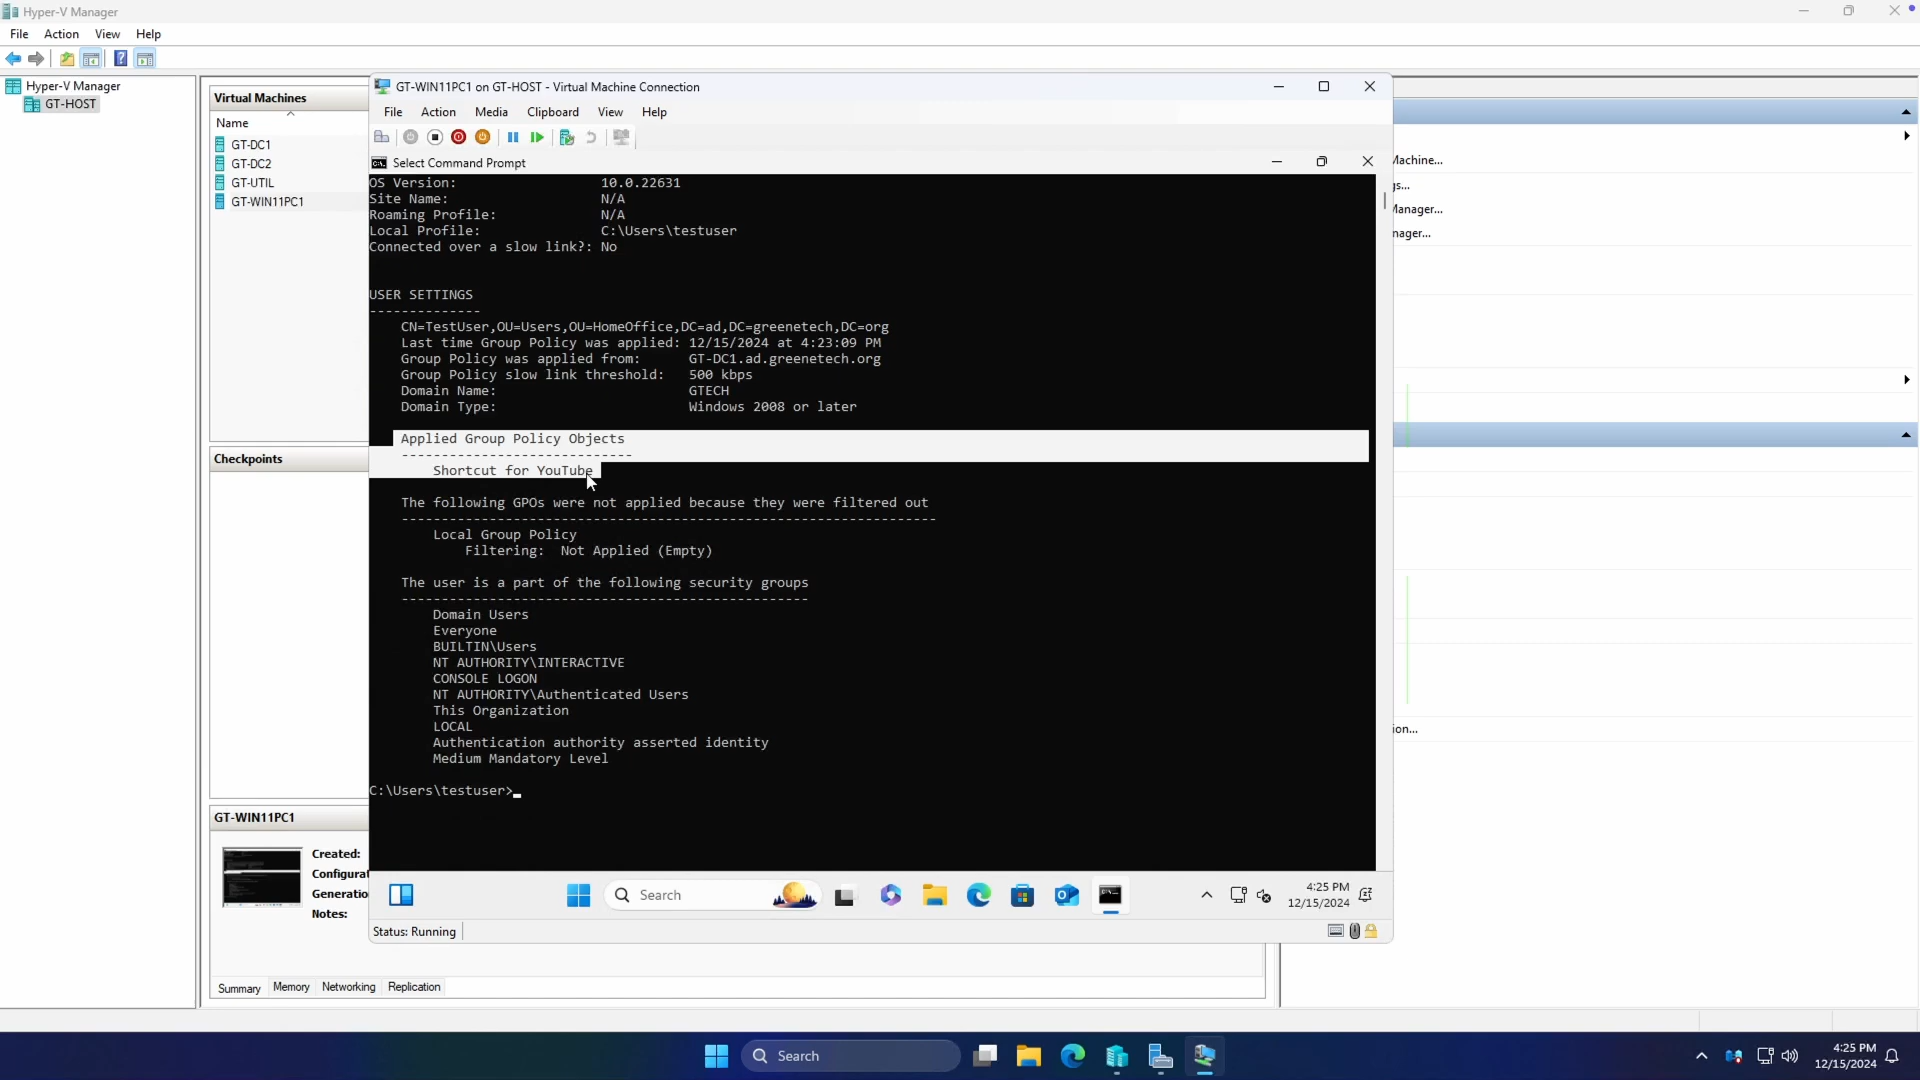 Hyper-V Manager
File Action View Help
Hyper-V Manager
GT-HOST
Virtual Machines
Name
GT-DC1
GT-DC2
GT-UTIL
GT-WIN11PC1
Checkpoints
GT-WIN11PC1
Created:
Configurat
Generatio
Notes:
Summary Memory Networking Replication
GT-WIN11PC1 on GT-HOST - Virtual Machine Connection
File Action Media Clipboard View Help
Select Command Prompt
OS Version: 10.0.22631
Site Name: N/A
Roaming Profile: N/A
Local Profile: C:\Users\testuser
Connected over a slow link?: No
USER SETTINGS
--------------
CN=TestUser,OU=Users,OU=HomeOffice,DC=ad,DC=greenetech,DC=org
Last time Group Policy was applied: 12/15/2024 at 4:23:09 PM
Group Policy was applied from: GT-DC1.ad.greenetech.org
Group Policy slow link threshold: 500 kbps
Domain Name: GTECH
Domain Type: Windows 2008 or later
Applied Group Policy Objects
-----------------------------
Shortcut for YouTube
The following GPOs were not applied because they were filtered out
-------------------------------------------------------------------
Local Group Policy
Filtering: Not Applied (Empty)
The user is a part of the following security groups
---------------------------------------------------
Domain Users
Everyone
BUILTIN\Users
NT AUTHORITY\INTERACTIVE
CONSOLE LOGON
NT AUTHORITY\Authenticated Users
This Organization
LOCAL
Authentication authority asserted identity
Medium Mandatory Level
C:\Users\testuser>_
Search
4:25 PM
12/15/2024
Status: Running
Machine...
gs...
Manager...
nager...
ion...
Search
4:25 PM
12/15/2024